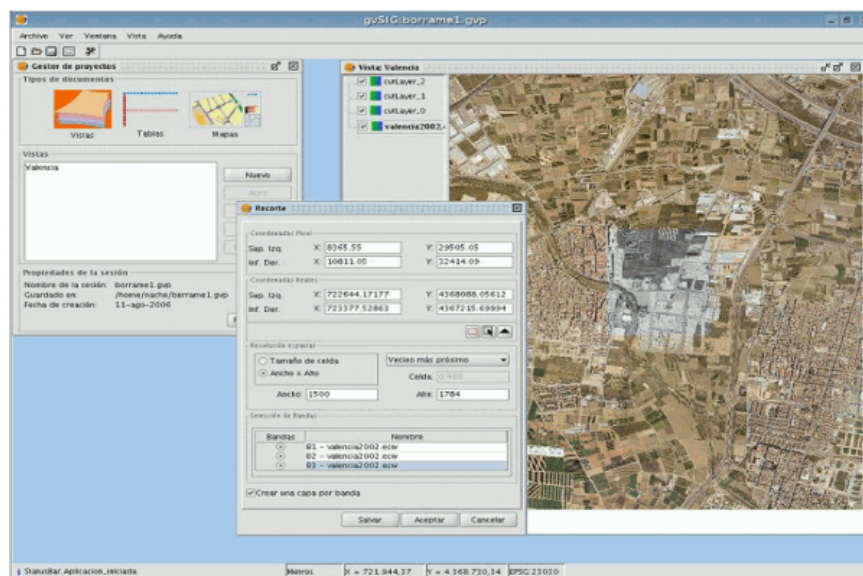 gvSIG:borrame1.gvp
Archivo Ver Ventana Vista Ayuda
Gestor de proyectos
Tipos de documentos
Vistas
Tablas
Mapas
Vistas
Valencia
Nuevo
Abrir
Propiedades de la sesión
Nombre de la sesión: borrame1.gvp
Guardado en: /home/nacho/borrame1.gvp
Fecha de creación: 11-ago-2006
Vista: Valencia
cutLayer_2
cutLayer_1
cutLayer_0
valencia2002.
Recorte
Coordenadas Pixel
Sup. Izq. X: 8365.55 Y: 29505.05
Inf. Der. X: 10811.05 Y: 32414.09
Coordenadas Reales
Sup. Izq. X: 722644.17177 Y: 4368088.05612
Inf. Der. X: 723377.52863 Y: 4367215.69994
Resolución espacial
Tamaño de celda
Ancho x Alto
Vecino más próximo
Celda: 0.488
Ancho: 1500
Alto: 1784
Selección de Bandas
Bandas Nombre
B1 - valencia2002.ecw
B2 - valencia2002.ecw
B3 - valencia2002.ecw
Crear una capa por banda
Salvar Aceptar Cancelar
StatusBar.Aplicacion_iniciada
Metros X = 721.944,37 Y = 4.368.730,34 EPSG:23030